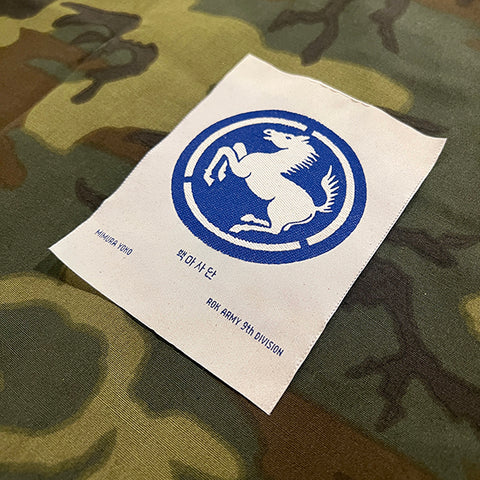 MIMURA YOKO
백마사단
ROK ARMY 9th DIVISION